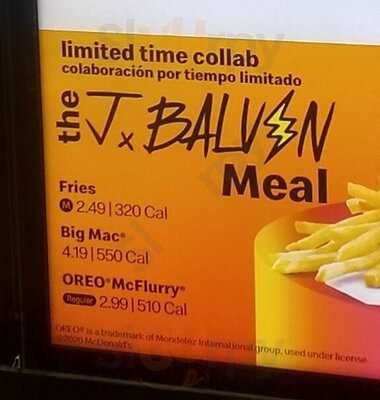 limited time collab
colaboración por tiempo limitado
the J x BALVIN
Meal
Fries
M 2.49 | 320 Cal
Big Mac®
4.19 | 550 Cal
OREO® McFlurry®
Regular 2.99 | 510 Cal
OREO® is a trademark of Mondelēz International group, used under license.
©2020 McDonald's